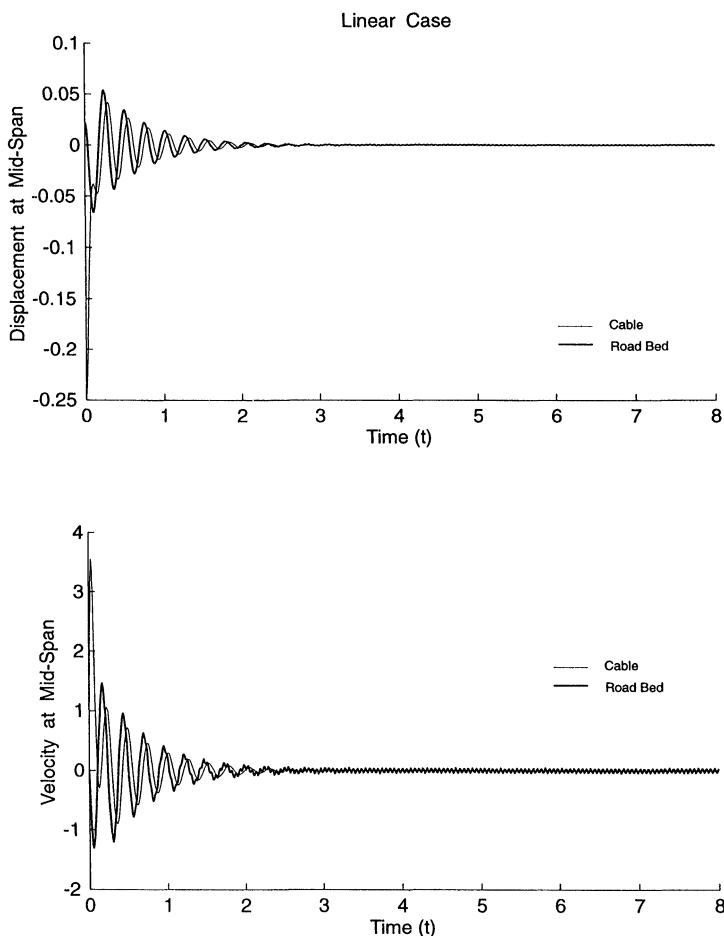 Linear Case
0.1
0.05
0
-0.05
-0.1
-0.15
-0.2
-0.25
Displacement at Mid-Span
Cable
Road Bed
0 1 2 3 4 5 6 7 8
Time (t)
4
3
2
1
0
-1
-2
Velocity at Mid-Span
Cable
Road Bed
0 1 2 3 4 5 6 7 8
Time (t)